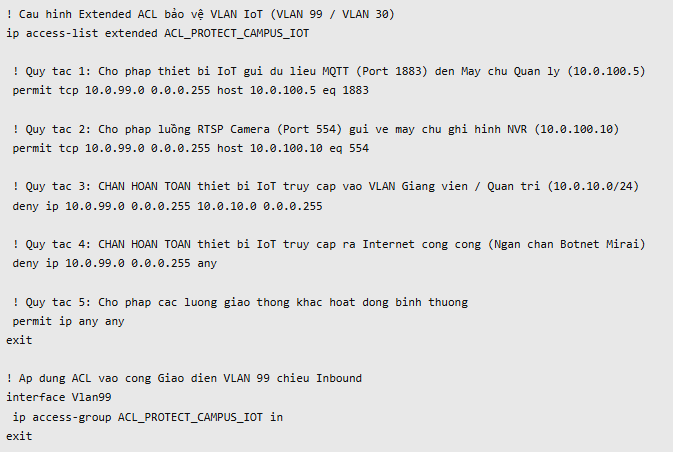 ! Cau hinh Extended ACL bảo vệ VLAN IoT (VLAN 99 / VLAN 30)
ip access-list extended ACL_PROTECT_CAMPUS_IOT
! Quy tac 1: Cho phap thiet bi IoT gui du lieu MQTT (Port 1883) den May chu Quan ly (10.0.100.5)
permit tcp 10.0.99.0 0.0.0.255 host 10.0.100.5 eq 1883
! Quy tac 2: Cho phap luồng RTSP Camera (Port 554) gui ve may chu ghi hinh NVR (10.0.100.10)
permit tcp 10.0.99.0 0.0.0.255 host 10.0.100.10 eq 554
! Quy tac 3: CHAN HOAN TOAN thiet bi IoT truy cap vao VLAN Giang vien / Quan tri (10.0.10.0/24)
deny ip 10.0.99.0 0.0.0.255 10.0.10.0 0.0.0.255
! Quy tac 4: CHAN HOAN TOAN thiet bi IoT truy cap ra Internet cong cong (Ngan chan Botnet Mirai)
deny ip 10.0.99.0 0.0.0.255 any
! Quy tac 5: Cho phap cac luong giao thong khac hoat dong binh thuong
permit ip any any
exit
! Ap dung ACL vao cong Giao dien VLAN 99 chieu Inbound
interface Vlan99
ip access-group ACL_PROTECT_CAMPUS_IOT in
exit